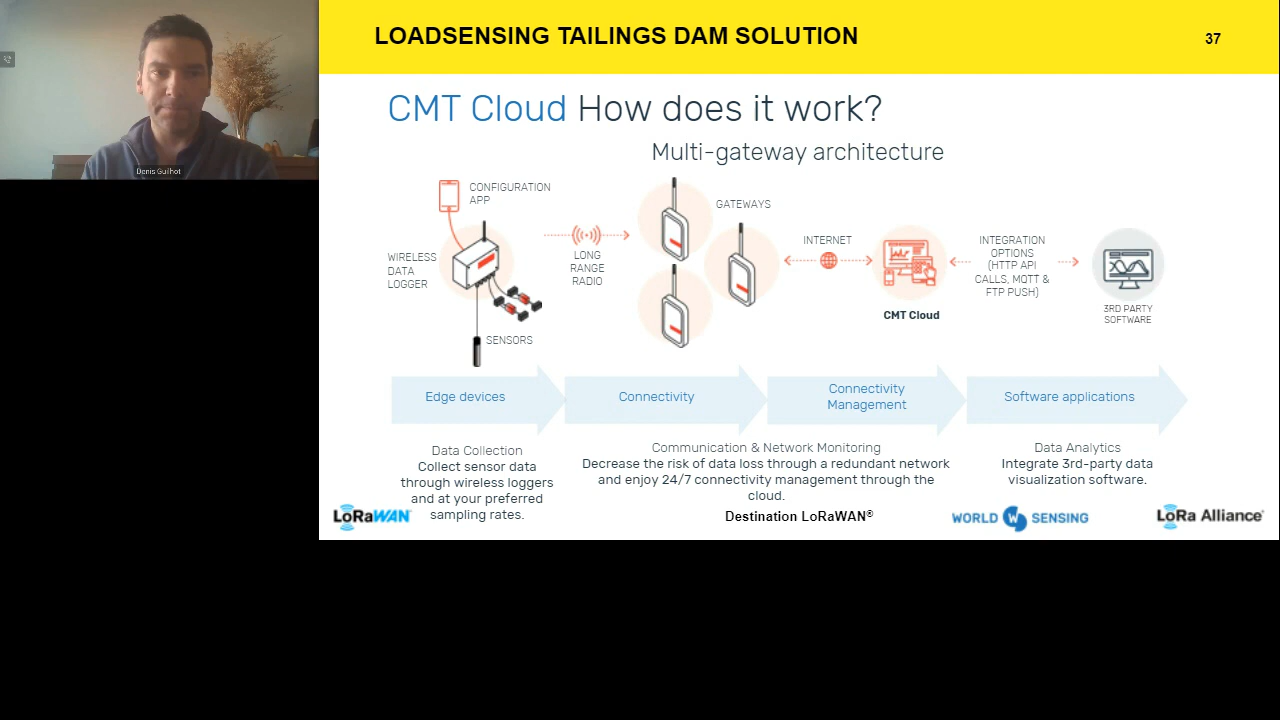 LOADSENSING TAILINGS DAM SOLUTION
37
CMT Cloud How does it work?
Multi-gateway architecture
CONFIGURATION
APP
WIRELESS
DATA
LOGGER
SENSORS
LONG
RANGE
RADIO
GATEWAYS
INTERNET
CMT Cloud
INTEGRATION
OPTIONS
(HTTP API
CALLS, MQTT &
FTP PUSH)
3RD PARTY
SOFTWARE
Edge devices
Connectivity
Connectivity
Management
Software applications
Data Collection
Collect sensor data
through wireless loggers
and at your preferred
sampling rates.
Communication & Network Monitoring
Decrease the risk of data loss through a redundant network
and enjoy 24/7 connectivity management through the
cloud.
Data Analytics
Integrate 3rd-party data
visualization software.
LoRaWAN
Destination LoRaWAN®
WORLD SENSING
LoRa Alliance
Denis Guilhot